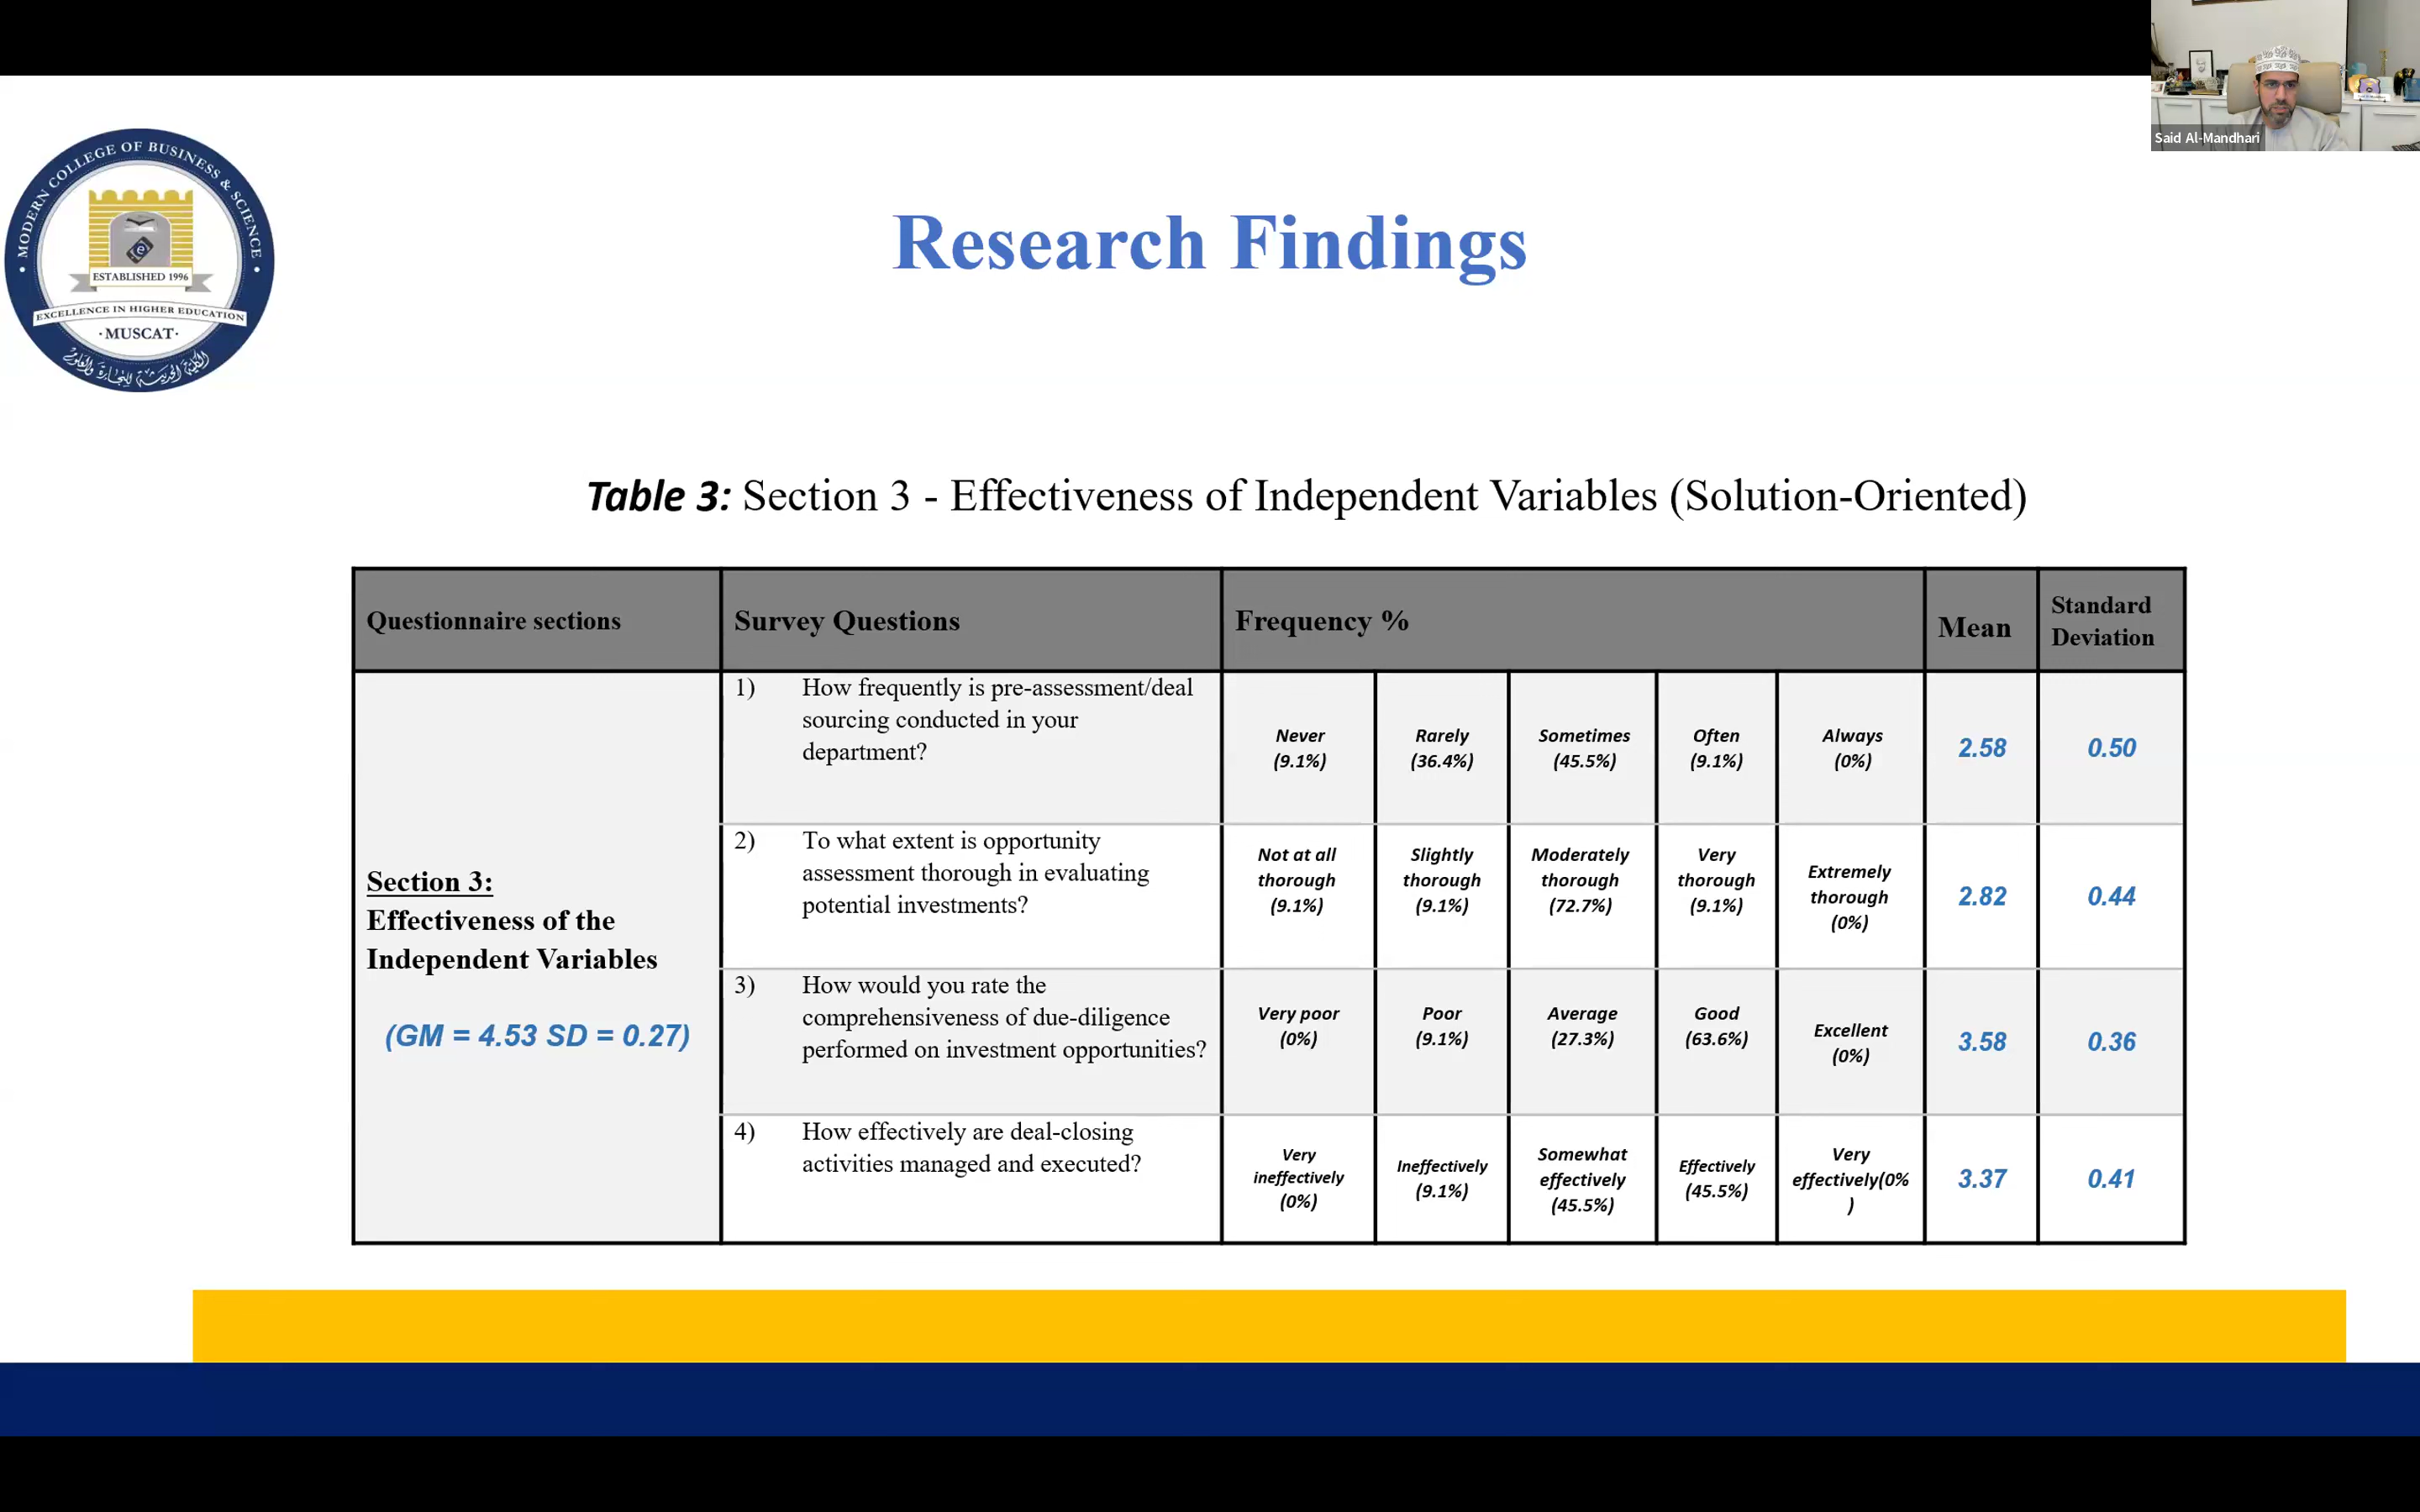 Said Al-Mandhari
MODERN COLLEGE OF BUSINESS & SCIENCE
ESTABLISHED 1996
EXCELLENCE IN HIGHER EDUCATION
·MUSCAT·
الكلية الحديثة للتجارة والعلوم
Research Findings
Table 3: Section 3 - Effectiveness of Independent Variables (Solution-Oriented)
Questionnaire sections
Survey Questions
Frequency %
Mean
Standard
Deviation
Section 3:
Effectiveness of the
Independent Variables
(GM = 4.53 SD = 0.27)
1) How frequently is pre-assessment/deal
sourcing conducted in your
department?
Never
(9.1%)
Rarely
(36.4%)
Sometimes
(45.5%)
Often
(9.1%)
Always
(0%)
2.58
0.50
2) To what extent is opportunity
assessment thorough in evaluating
potential investments?
Not at all
thorough
(9.1%)
Slightly
thorough
(9.1%)
Moderately
thorough
(72.7%)
Very
thorough
(9.1%)
Extremely
thorough
(0%)
2.82
0.44
3) How would you rate the
comprehensiveness of due-diligence
performed on investment opportunities?
Very poor
(0%)
Poor
(9.1%)
Average
(27.3%)
Good
(63.6%)
Excellent
(0%)
3.58
0.36
4) How effectively are deal-closing
activities managed and executed?
Very
ineffectively
(0%)
Ineffectively
(9.1%)
Somewhat
effectively
(45.5%)
Effectively
(45.5%)
Very
effectively(0%
)
3.37
0.41